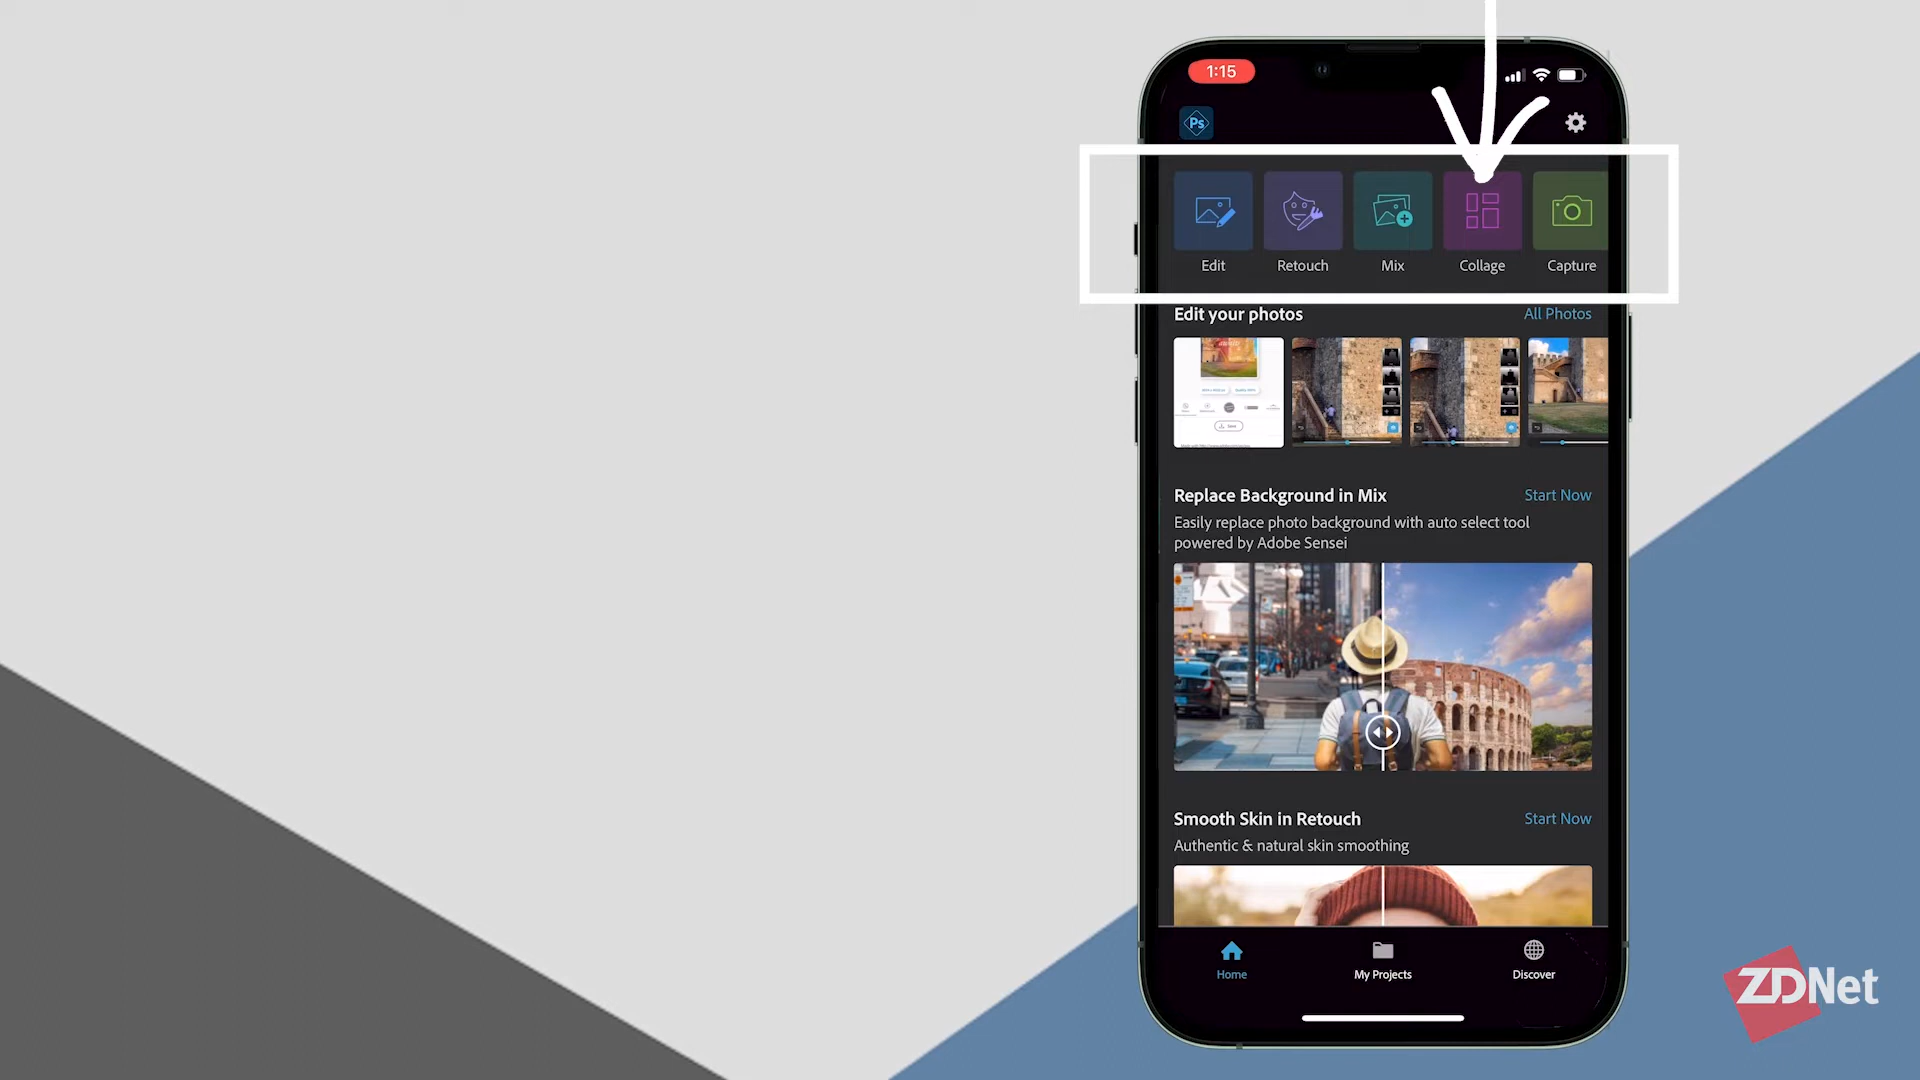 1:15
Ps
Edit
Retouch
Mix
Collage
Capture
Edit your photos
All Photos
Replace Background in Mix
Start Now
Easily replace photo background with auto select tool
powered by Adobe Sensei
Smooth Skin in Retouch
Start Now
Authentic & natural skin smoothing
Home
My Projects
Discover
ZDNet